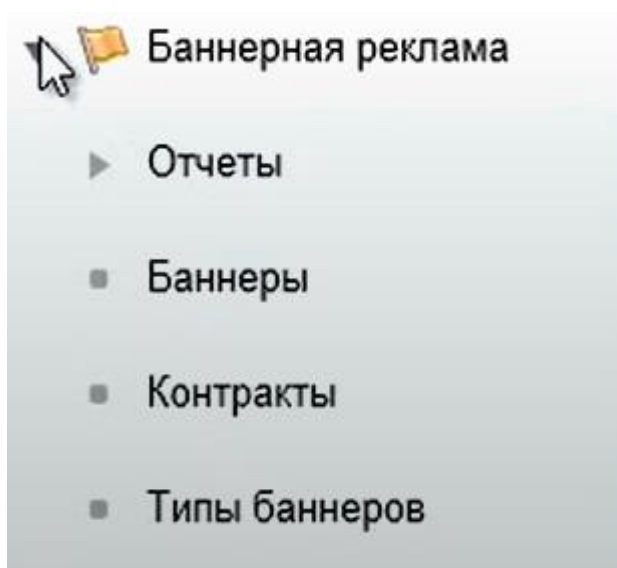 Баннерная реклама
Отчеты
Баннеры
Контракты
Типы баннеров